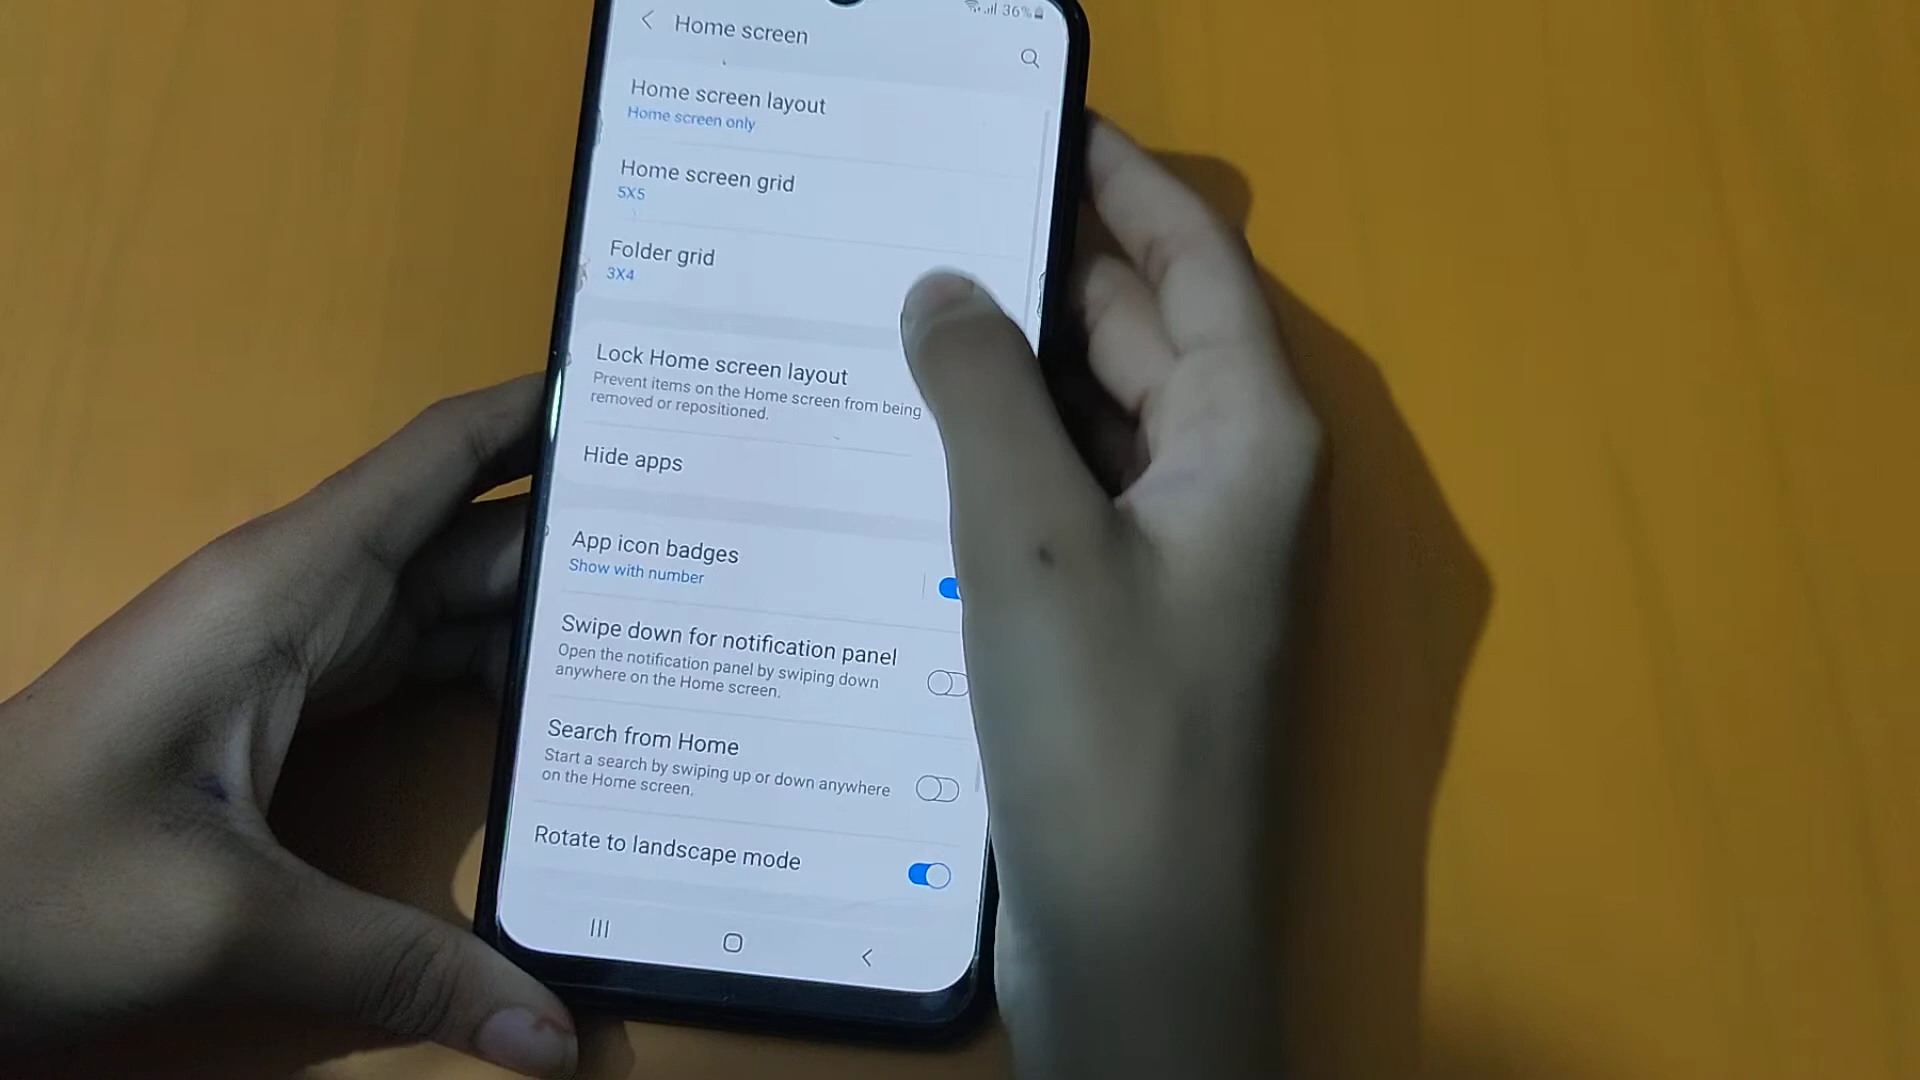 36%
Home screen
Home screen layout
Home screen only
Home screen grid
5X5
Folder grid
3X4
Lock Home screen layout
Prevent items on the Home screen from being
removed or repositioned.
Hide apps
App icon badges
Show with number
Swipe down for notification panel
Open the notification panel by swiping down
anywhere on the Home screen.
Search from Home
Start a search by swiping up or down anywhere
on the Home screen.
Rotate to landscape mode